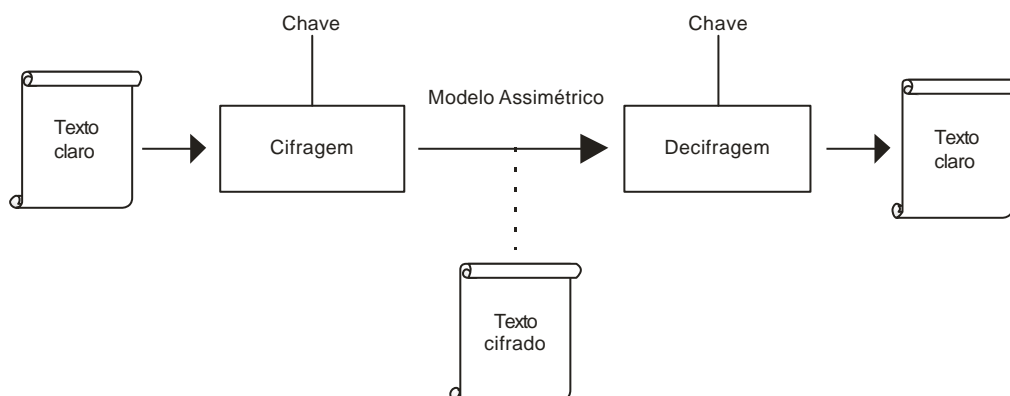 Chave
Chave
Modelo Assimétrico
Texto
claro
Cifragem
Decifragem
Texto
claro
Texto
cifrado